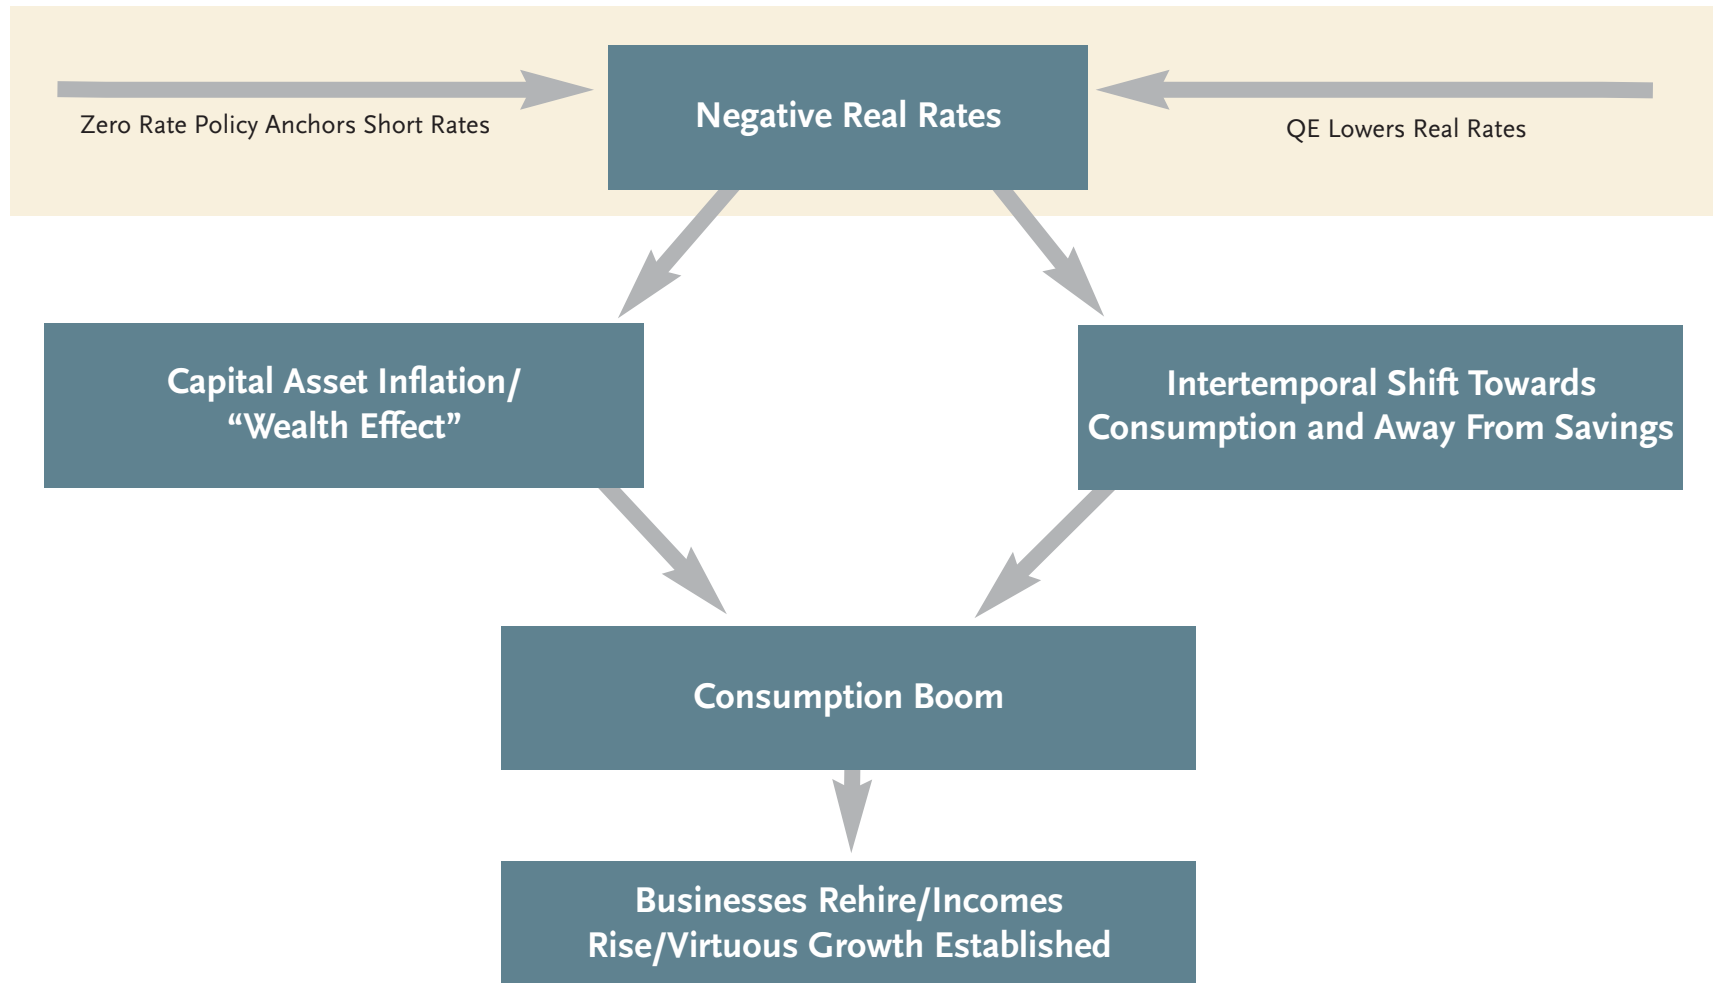 Negative Real Rates
Zero Rate Policy Anchors Short Rates
QE Lowers Real Rates
Capital Asset Inflation/
“Wealth Effect”
Intertemporal Shift Towards
Consumption and Away From Savings
Consumption Boom
Businesses Rehire/Incomes
Rise/Virtuous Growth Established